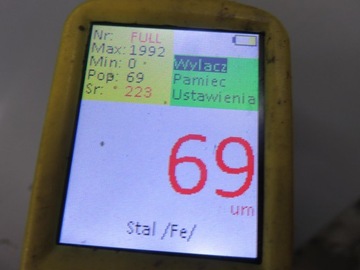 Nr: FULL
Max: 1992
Min: 0
Pop: 69
Sr: 223
Wylacz
Pamiec
Ustawienia
69
um
Stal /Fe/